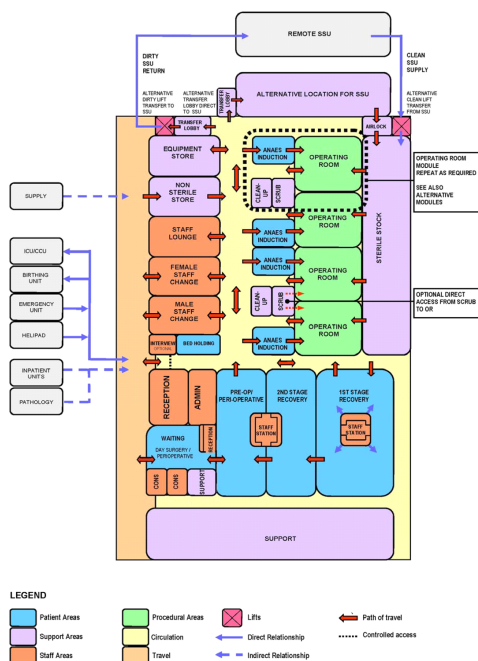 REMOTE SSU
DIRTY
SSU
RETURN
CLEAN
SSU
SUPPLY
ALTERNATIVE
DIRTY LIFT
TRANSFER TO
SSU
ALTERNATIVE
TRANSFER
LOBBY DIRECT
TO SSU
TRANSFER
LOBBY
ALTERNATIVE LOCATION FOR SSU
ALTERNATIVE
CLEAN LIFT
TRANSFER
FROM SSU
TRANSFER
LOBBY
AIRLOCK
EQUIPMENT
STORE
ANAES
INDUCTION
OPERATING
ROOM
OPERATING ROOM
MODULE
REPEAT AS REQUIRED
SEE ALSO
ALTERNATIVE
MODULES
SUPPLY
NON
STERILE
STORE
CLEAN-
UP
SCRUB
STAFF
LOUNGE
ANAES
INDUCTION
OPERATING
ROOM
STERILE STOCK
ICU/CCU
BIRTHING
UNIT
EMERGENCY
UNIT
HELIPAD
INPATIENT
UNITS
PATHOLOGY
FEMALE
STAFF
CHANGE
ANAES
INDUCTION
OPERATING
ROOM
MALE
STAFF
CHANGE
CLEAN-
UP
SCRUB
OPTIONAL DIRECT
ACCESS FROM SCRUB
TO OR
OPERATING
ROOM
INTERVIEW
OPTIONAL
BED HOLDING
ANAES
INDUCTION
RECEPTION
ADMIN
PRE-OP/
PERI-OPERATIVE
2ND STAGE
RECOVERY
1ST STAGE
RECOVERY
STAFF
STATION
STAFF
STATION
WAITING
DAY SURGERY /
PERIOPERATIVE
RECEPTION
CONS
CONS
SUPPORT
SUPPORT
LEGEND
Patient Areas
Procedural Areas
Lifts
Path of travel
Support Areas
Circulation
Direct Relationship
Controlled access
Staff Areas
Travel
Indirect Relationship